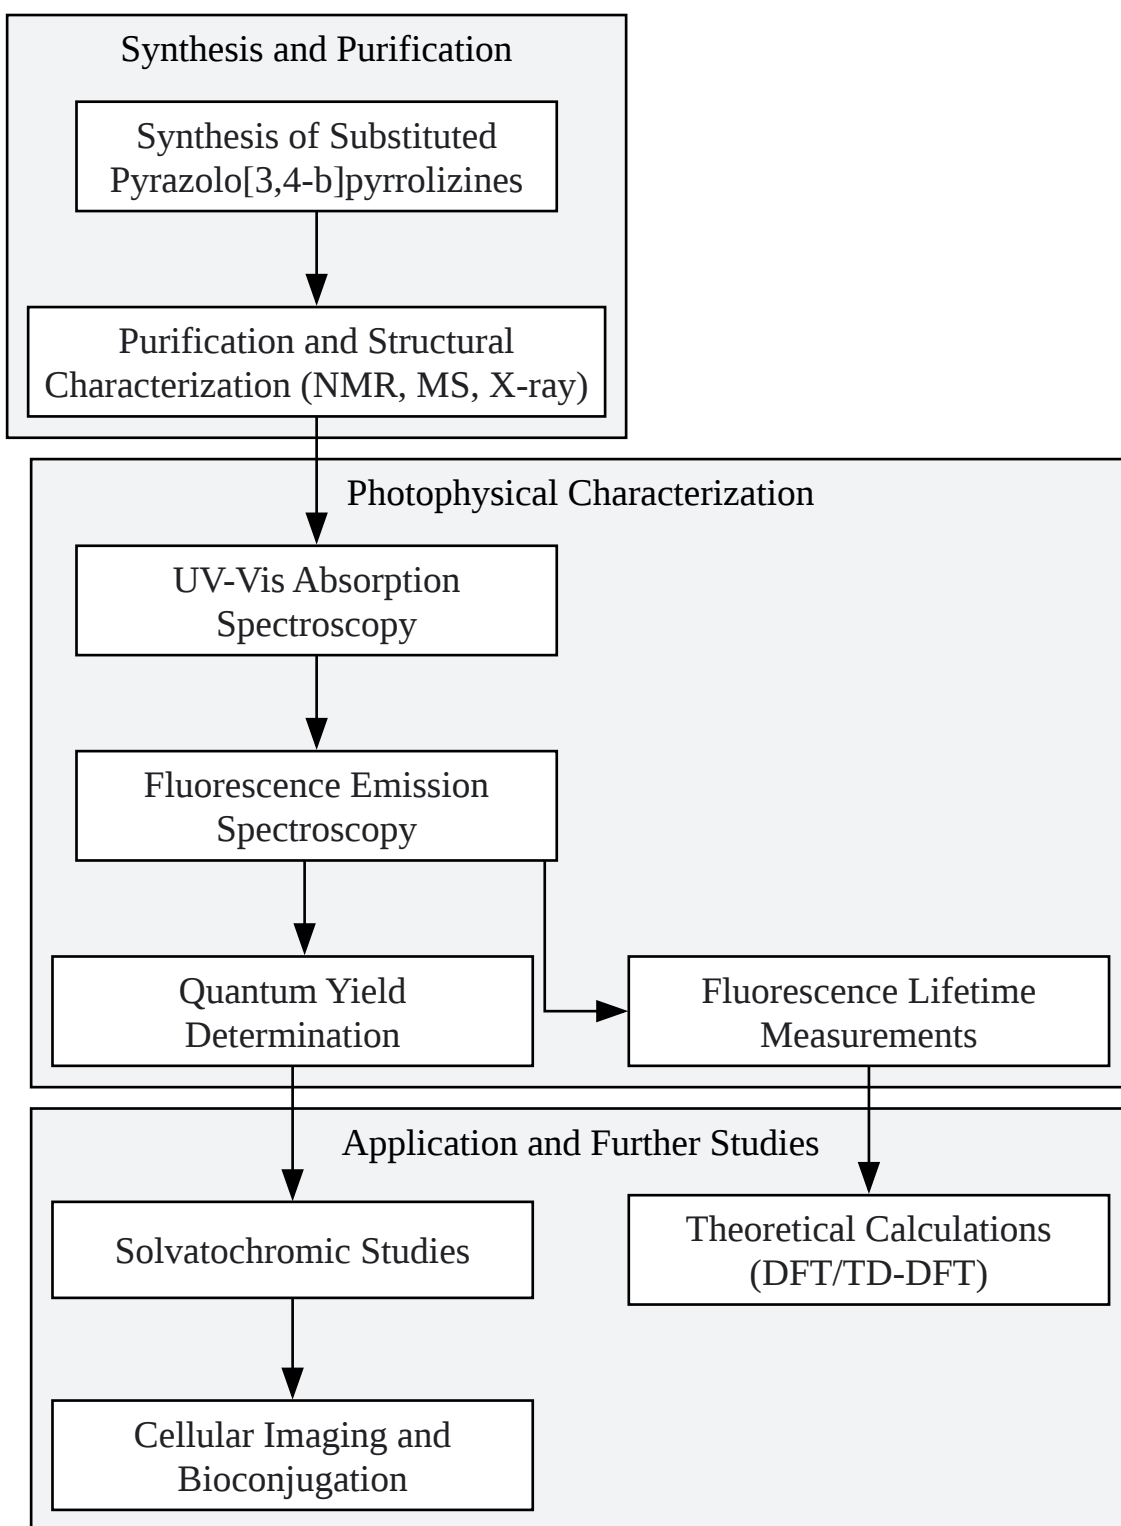 Synthesis and Purification
Synthesis of Substituted
Pyrazolo[3,4-b]pyrrolizines
Purification and Structural
Characterization (NMR, MS, X-ray)
Photophysical Characterization
UV-Vis Absorption
Spectroscopy
Fluorescence Emission
Spectroscopy
Quantum Yield
Determination
Fluorescence Lifetime
Measurements
Application and Further Studies
Solvatochromic Studies
Theoretical Calculations
(DFT/TD-DFT)
Cellular Imaging and
Bioconjugation